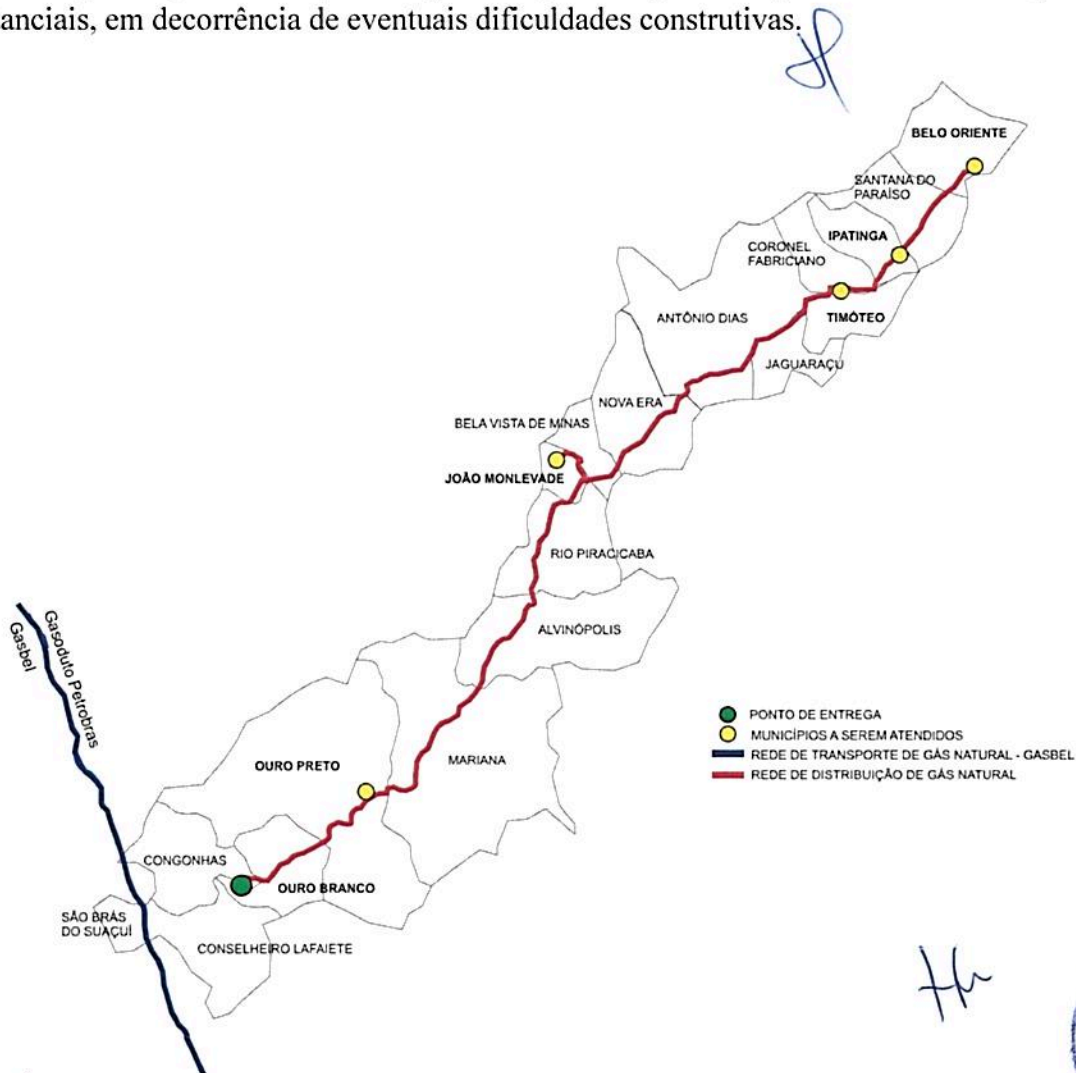 anciais, em decorrência de eventuais dificuldades construtivas.
BELO ORIENTE
SANTANA DO
PARAÍSO
IPATINGA
CORONEL
FABRICIANO
ANTÔNIO DIAS
TIMÓTEO
JAGUARAÇU
NOVA ERA
BELA VISTA DE MINAS
JOÃO MONLEVADE
RIO PIRACICABA
ALVINÓPOLIS
Gasoduto Petrobras
Gasbel
PONTO DE ENTREGA
MUNICÍPIOS A SEREM ATENDIDOS
REDE DE TRANSPORTE DE GÁS NATURAL - GASBEL
REDE DE DISTRIBUIÇÃO DE GÁS NATURAL
MARIANA
OURO PRETO
CONGONHAS
OURO BRANCO
SÃO BRÁS
DO SUAÇUÍ
CONSELHEIRO LAFAIETE